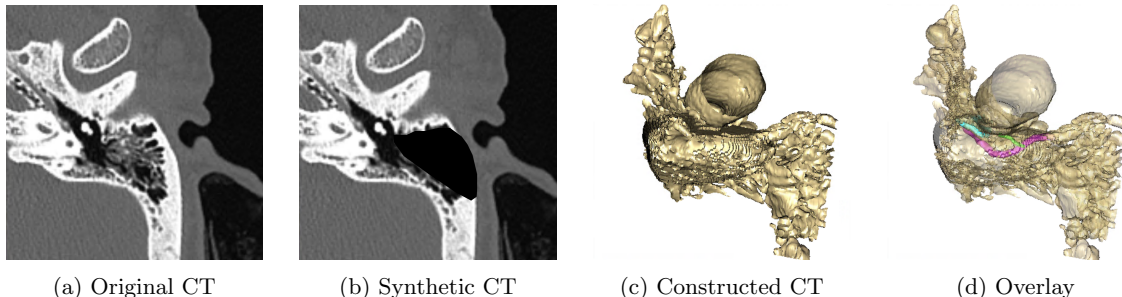 (a) Original CT
(b) Synthetic CT
(c) Constructed CT
(d) Overlay